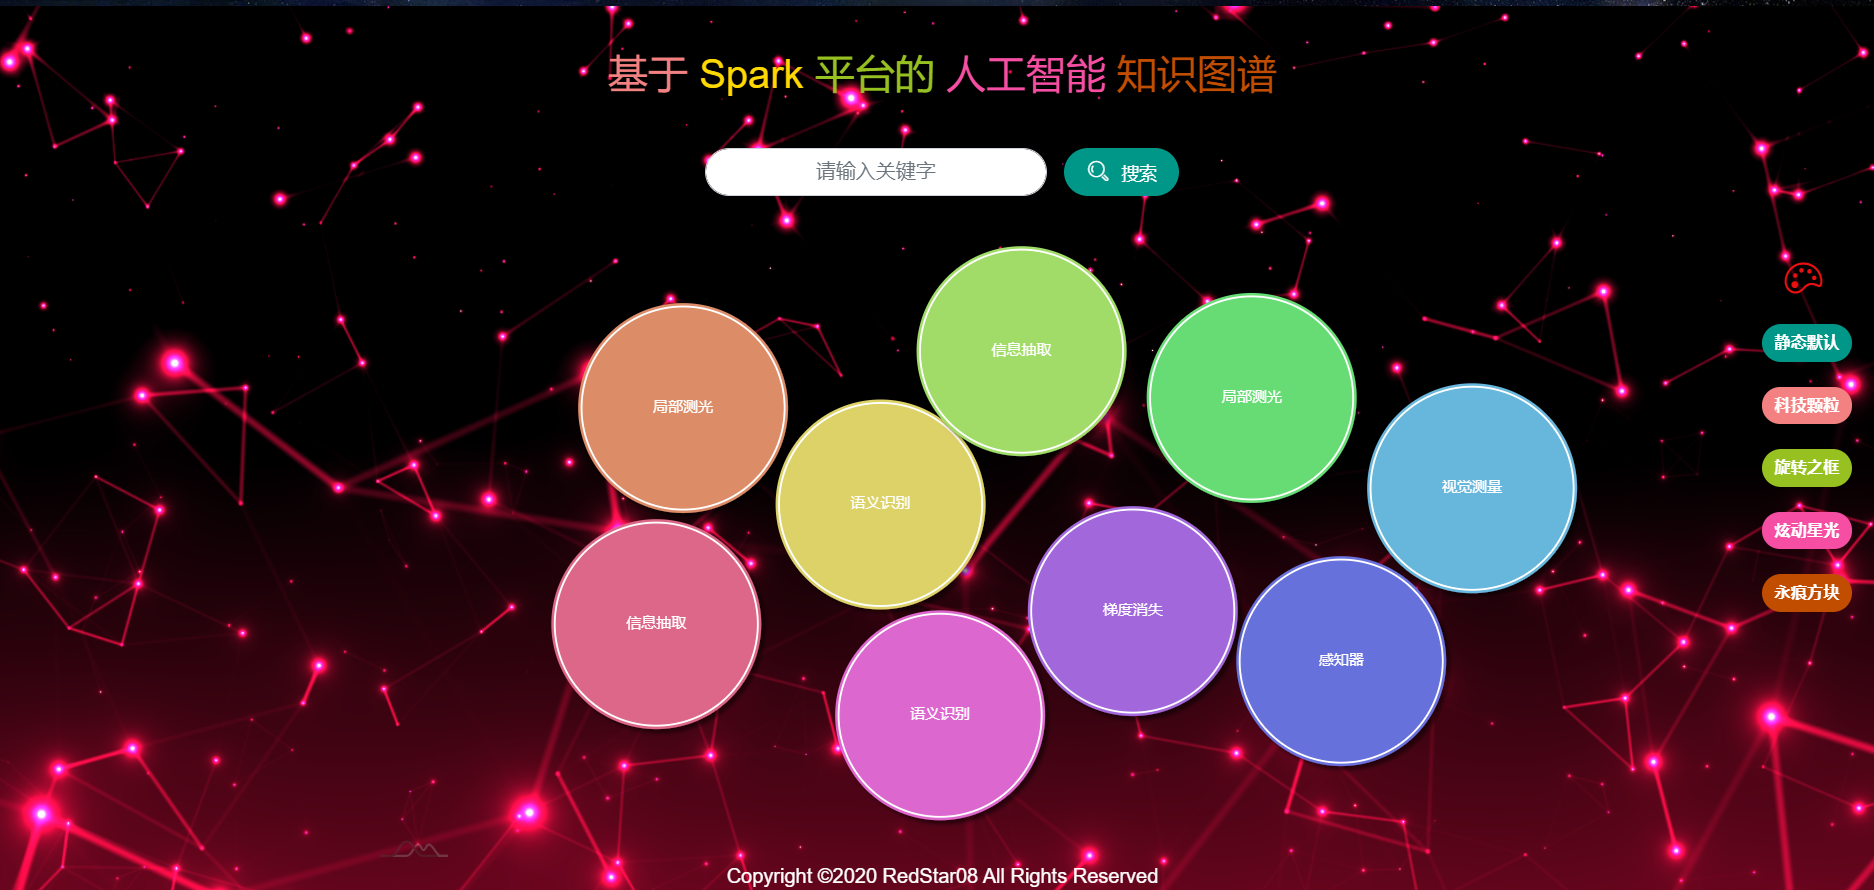 基于 Spark 平台的 人工智能 知识图谱
请输入关键字
搜索
信息抽取
局部测光
局部测光
视觉测量
语义识别
梯度消失
信息抽取
感知器
语义识别
静态默认
科技颗粒
旋转之框
炫动星光
永痕方块
Copyright ©2020 RedStar08 All Rights Reserved